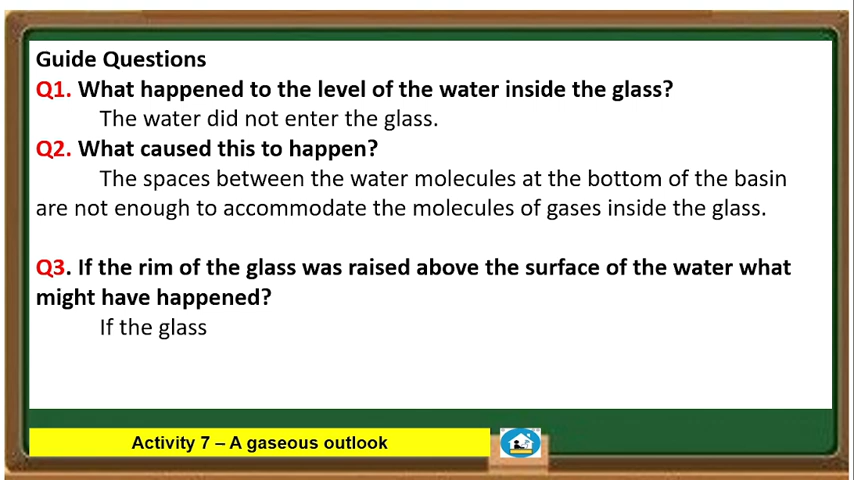 Guide Questions
Q1. What happened to the level of the water inside the glass?
The water did not enter the glass.
Q2. What caused this to happen?
The spaces between the water molecules at the bottom of the basin
are not enough to accommodate the molecules of gases inside the glass.
Q3. If the rim of the glass was raised above the surface of the water what
might have happened?
If the glass
Activity 7 – A gaseous outlook